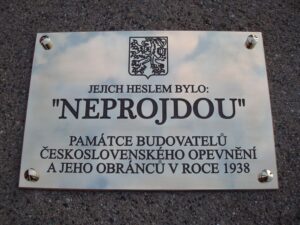 JEJICH HESLEM BYLO:
"NEPROJDOU"
PAMÁTCE BUDOVATELŮ
ČESKOSLOVENSKÉHO OPEVNĚNÍ
A JEHO OBRÁNCŮ V ROCE 1938